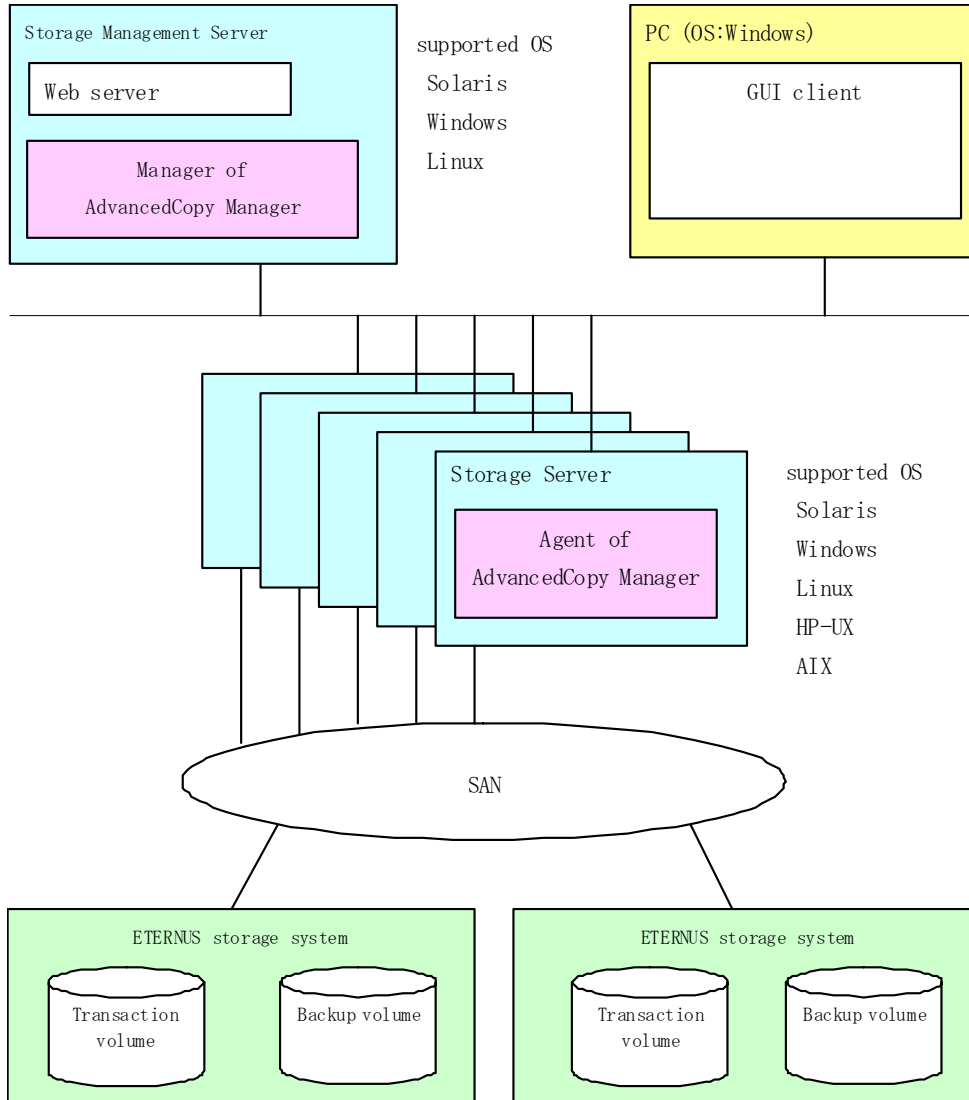 Storage Management Server
Web server
Manager of
AdvancedCopy Manager
supported OS
Solaris
Windows
Linux
PC (OS:Windows)
GUI client
Storage Server
Agent of
AdvancedCopy Manager
supported OS
Solaris
Windows
Linux
HP-UX
AIX
SAN
ETERNUS storage system
Transaction
volume
Backup volume
ETERNUS storage system
Transaction
volume
Backup volume